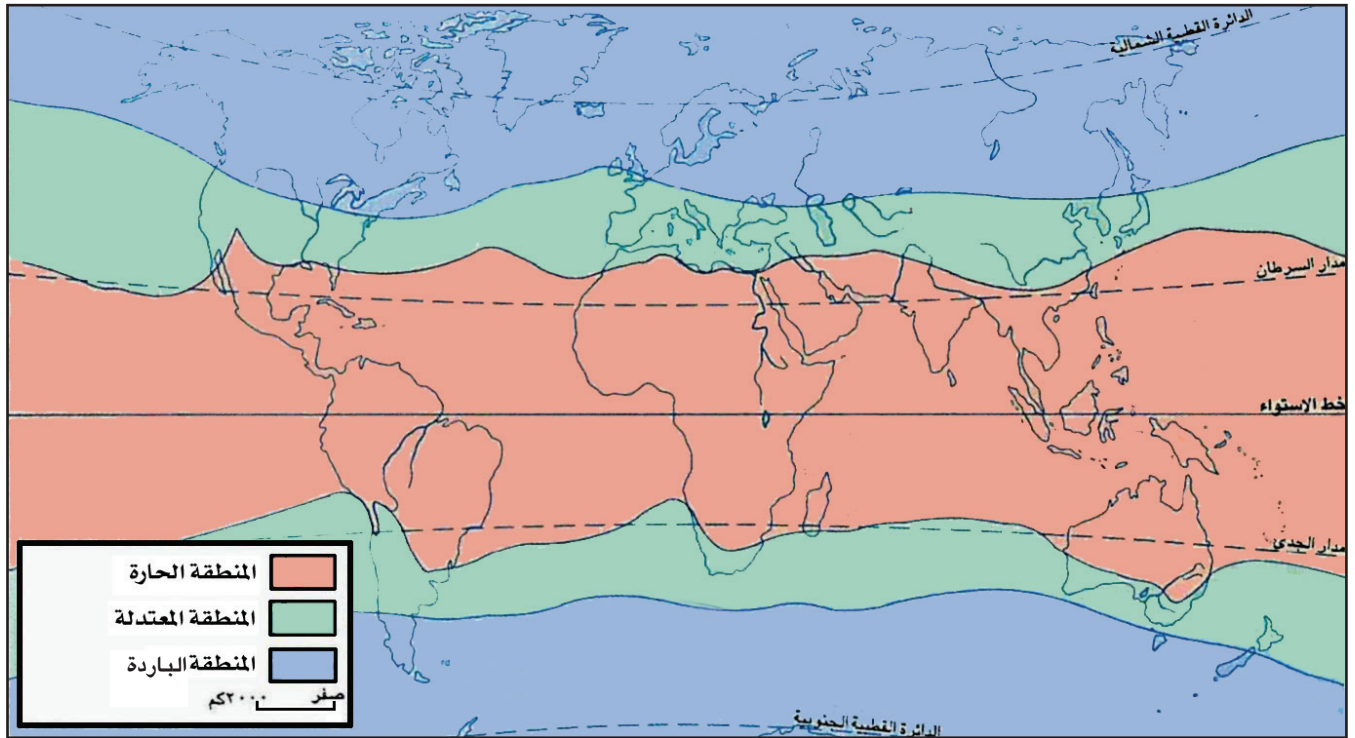 الدائرة القطبية الشمالية
مدار السرطان
خط الإستواء
مدار الجدي
المنطقة الحارة
المنطقة المعتدلة
المنطقة الباردة
صفر ٢٠٠٠كم
الدائرة القطبية الجنوبية